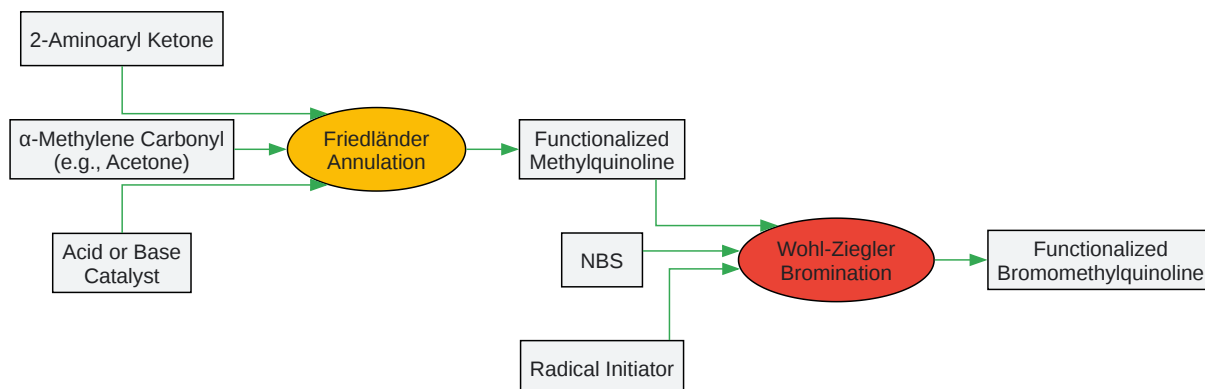 2-Aminoaryl Ketone
α-Methylene Carbonyl
(e.g., Acetone)
Acid or Base
Catalyst
Friedländer
Annulation
Functionalized
Methylquinoline
NBS
Radical Initiator
Wohl-Ziegler
Bromination
Functionalized
Bromomethylquinoline